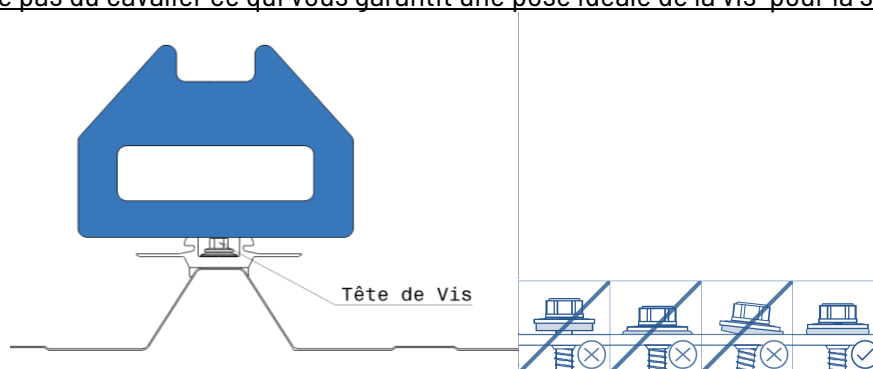 pas du cavalier ce qui vous garantit une pose idéale de la vis pour la
Tête de Vis